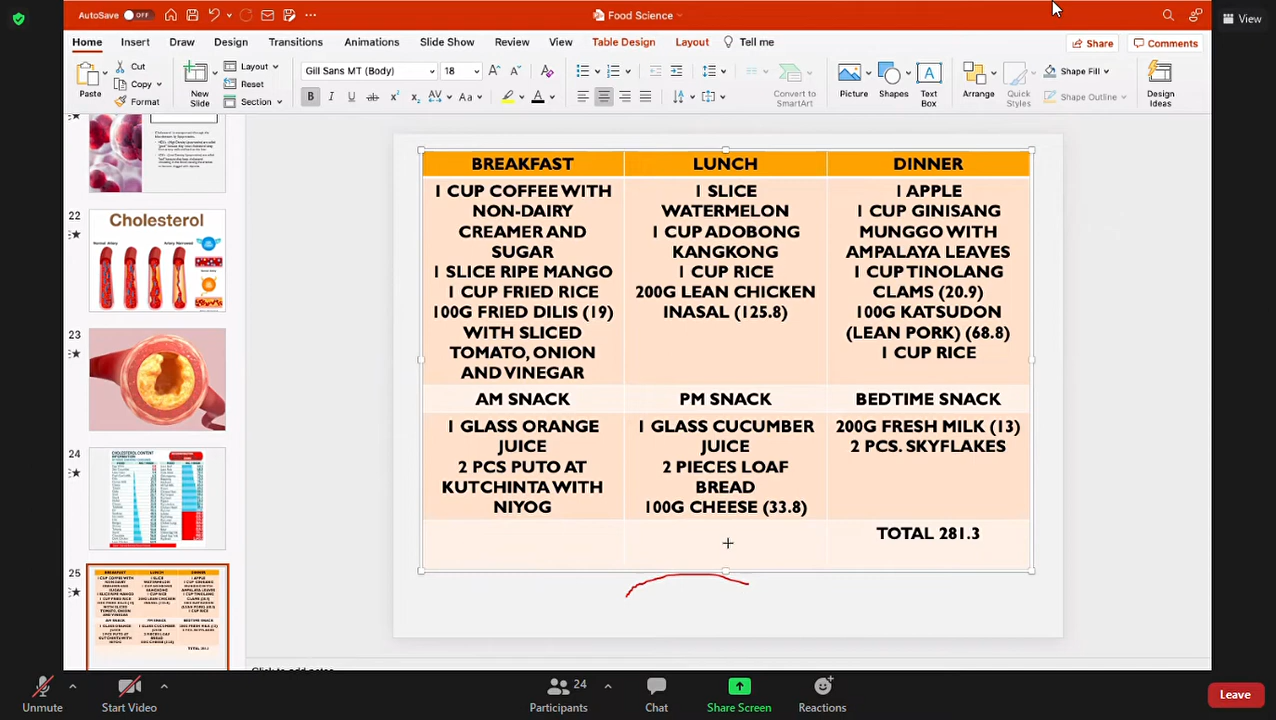 AutoSave OFF
Food Science
View
Home Insert Draw Design Transitions Animations Slide Show Review View Table Design Layout Tell me
Share Comments
Paste
Cut
Copy
Format
New Slide
Layout
Reset
Section
Gill Sans MT (Body) 18
Convert to SmartArt
Picture
Shapes
Text Box
Arrange
Quick Styles
Shape Fill
Shape Outline
Design Ideas
22
Cholesterol
23
24
25
BREAKFAST LUNCH DINNER
1 CUP COFFEE WITH
NON-DAIRY
CREAMER AND
SUGAR
1 SLICE RIPE MANGO
1 CUP FRIED RICE
100G FRIED DILIS (19)
WITH SLICED
TOMATO, ONION
AND VINEGAR
1 SLICE
WATERMELON
1 CUP ADOBONG
KANGKONG
1 CUP RICE
200G LEAN CHICKEN
INASAL (125.8)
1 APPLE
1 CUP GINISANG
MUNGGO WITH
AMPALAYA LEAVES
1 CUP TINOLANG
CLAMS (20.9)
100G KATSUDON
(LEAN PORK) (68.8)
1 CUP RICE
AM SNACK PM SNACK BEDTIME SNACK
1 GLASS ORANGE
JUICE
2 PCS PUTO AT
KUTCHINTA WITH
NIYOG
1 GLASS CUCUMBER
JUICE
2 PIECES LOAF
BREAD
100G CHEESE (33.8)
200G FRESH MILK (13)
2 PCS. SKYFLAKES
TOTAL 281.3
Click to add notes
Unmute
Start Video
24
Participants
Chat
Share Screen
Reactions
Leave